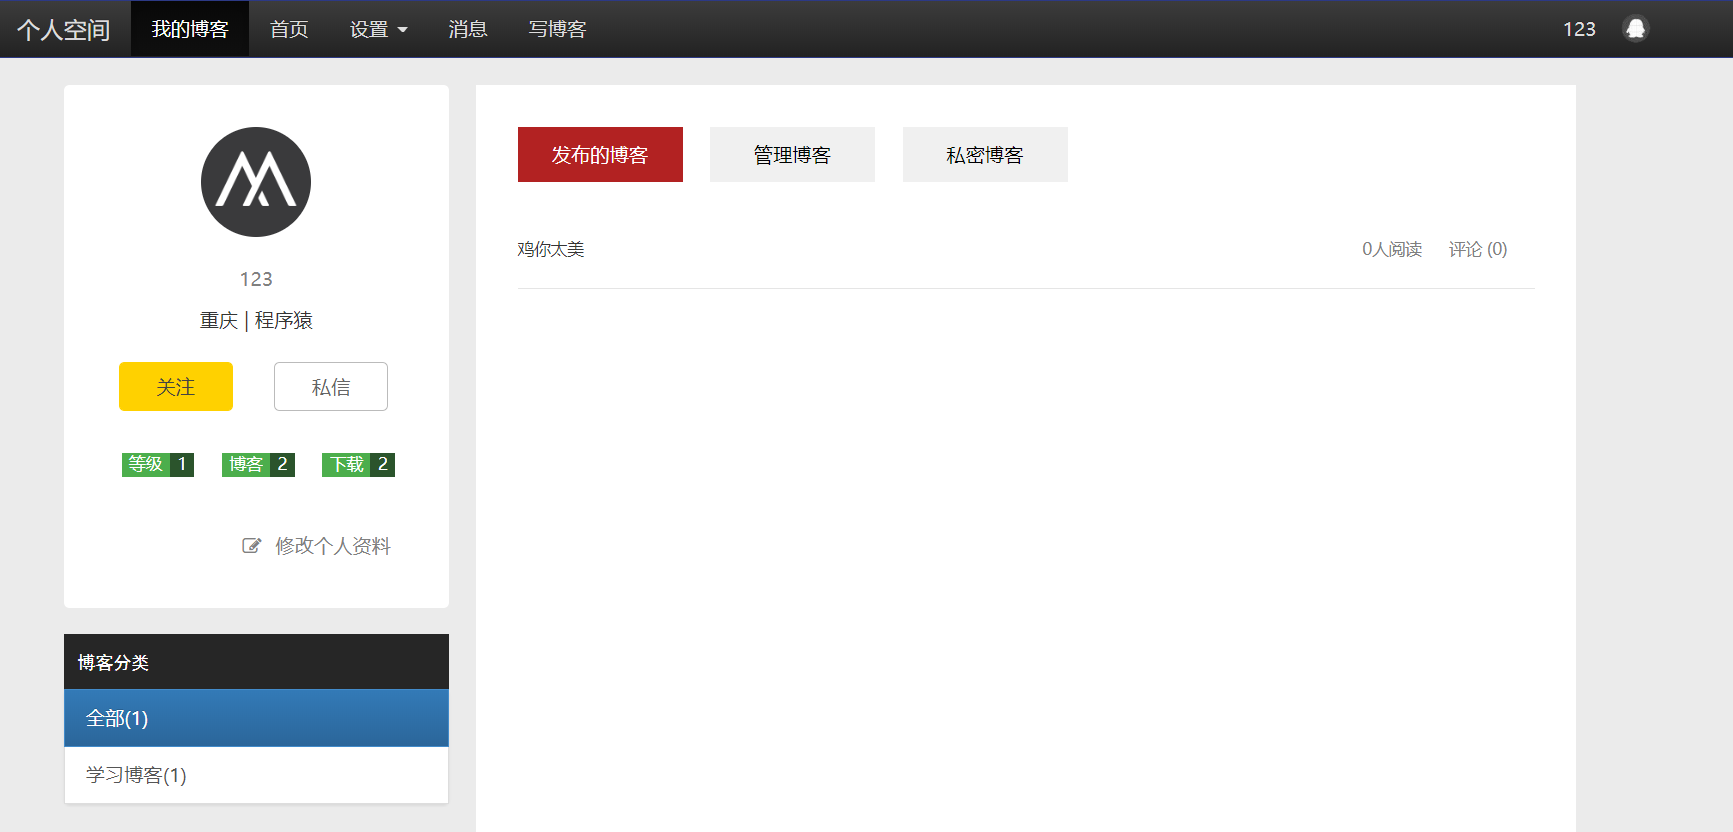 个人空间 我的博客 首页 设置 消息 写博客 123
123
重庆 | 程序猿
关注 私信
等级 1 博客 2 下载 2
修改个人资料
博客分类
全部(1)
学习博客(1)
发布的博客 管理博客 私密博客
鸡你太美 0人阅读 评论 (0)